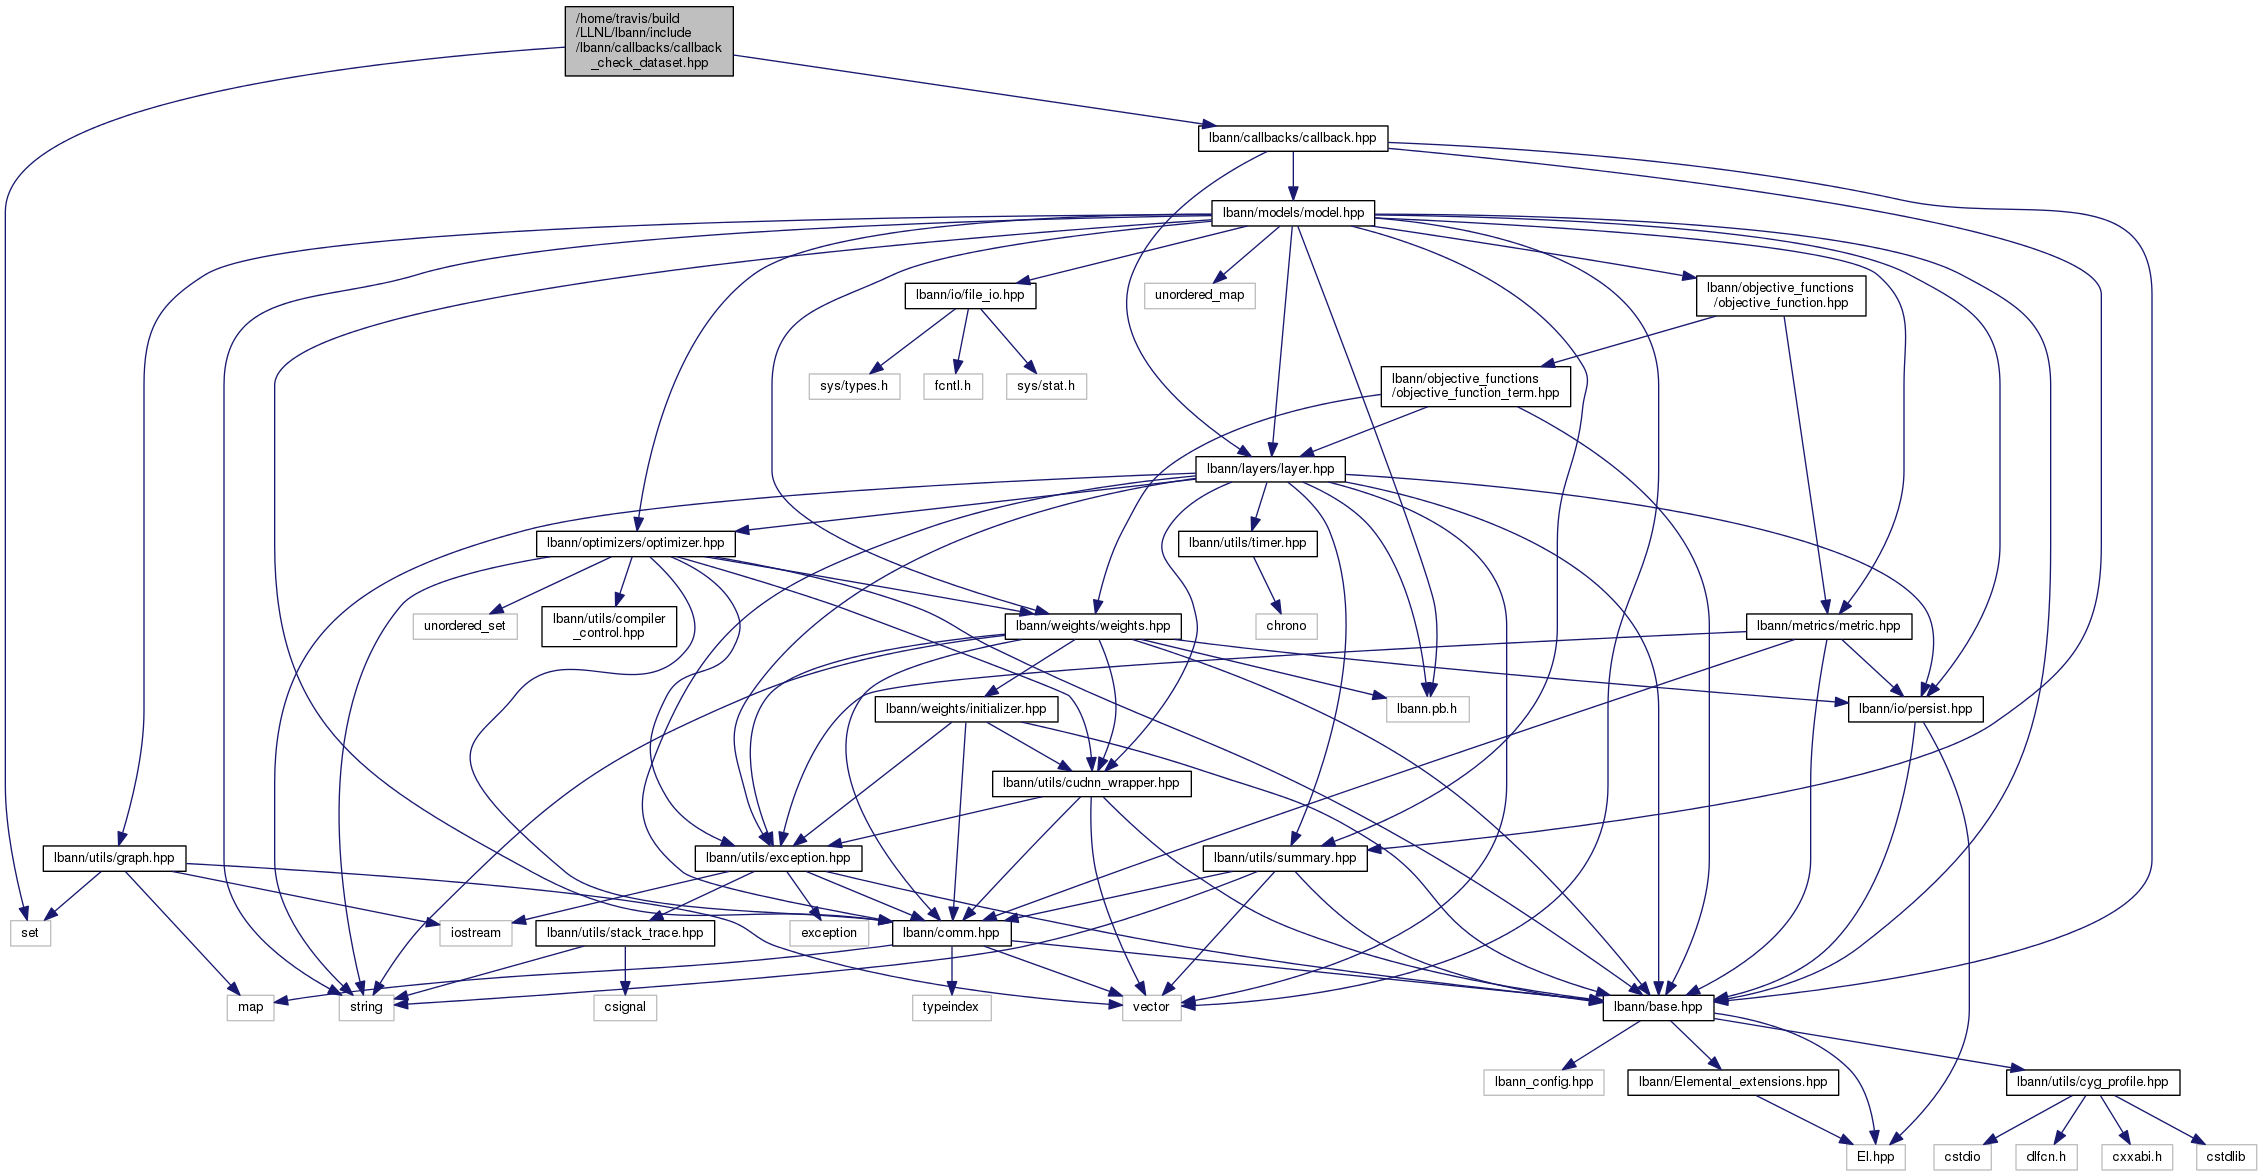 /home/travis/build
/LLNL/lbann/include
/lbann/callbacks/callback
_check_dataset.hpp
lbann/callbacks/callback.hpp
lbann/models/model.hpp
lbann/io/file_io.hpp
unordered_map
lbann/objective_functions
/objective_function.hpp
sys/types.h
fcntl.h
sys/stat.h
lbann/objective_functions
/objective_function_term.hpp
lbann/layers/layer.hpp
lbann/optimizers/optimizer.hpp
lbann/utils/timer.hpp
unordered_set
lbann/utils/compiler
_control.hpp
lbann/weights/weights.hpp
chrono
lbann/metrics/metric.hpp
lbann/weights/initializer.hpp
lbann.pb.h
lbann/io/persist.hpp
lbann/utils/cudnn_wrapper.hpp
lbann/utils/graph.hpp
lbann/utils/exception.hpp
lbann/utils/summary.hpp
set
iostream
lbann/utils/stack_trace.hpp
exception
lbann/comm.hpp
map
string
csignal
typeindex
vector
lbann/base.hpp
lbann_config.hpp
lbann/Elemental_extensions.hpp
lbann/utils/cyg_profile.hpp
El.hpp
cstdio
dlfcn.h
cxxabi.h
cstdlib